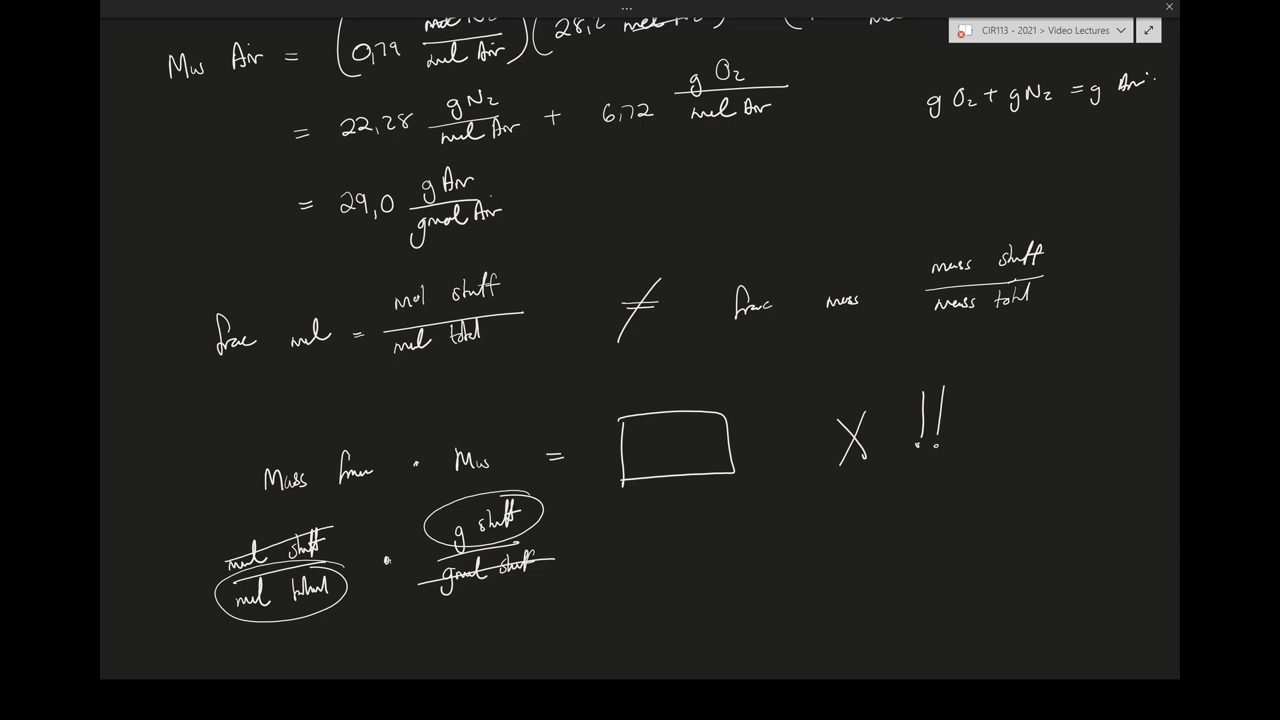 ...
CIR113 - 2021 > Video Lectures
Mw Air = (0,79 mol N2 / mol Air)(28,2
= 22,28 g N2 / mol Air + 6,72 g O2 / mol Air
g O2 + g N2 = g Air
= 29,0 g Air / gmol Air
frac mol = mol stuff / mol total ≠ frac mass mass stuff / mass total
Mass frac · Mw = X !!
mol stuff / mol total · g stuff / gmol stuff